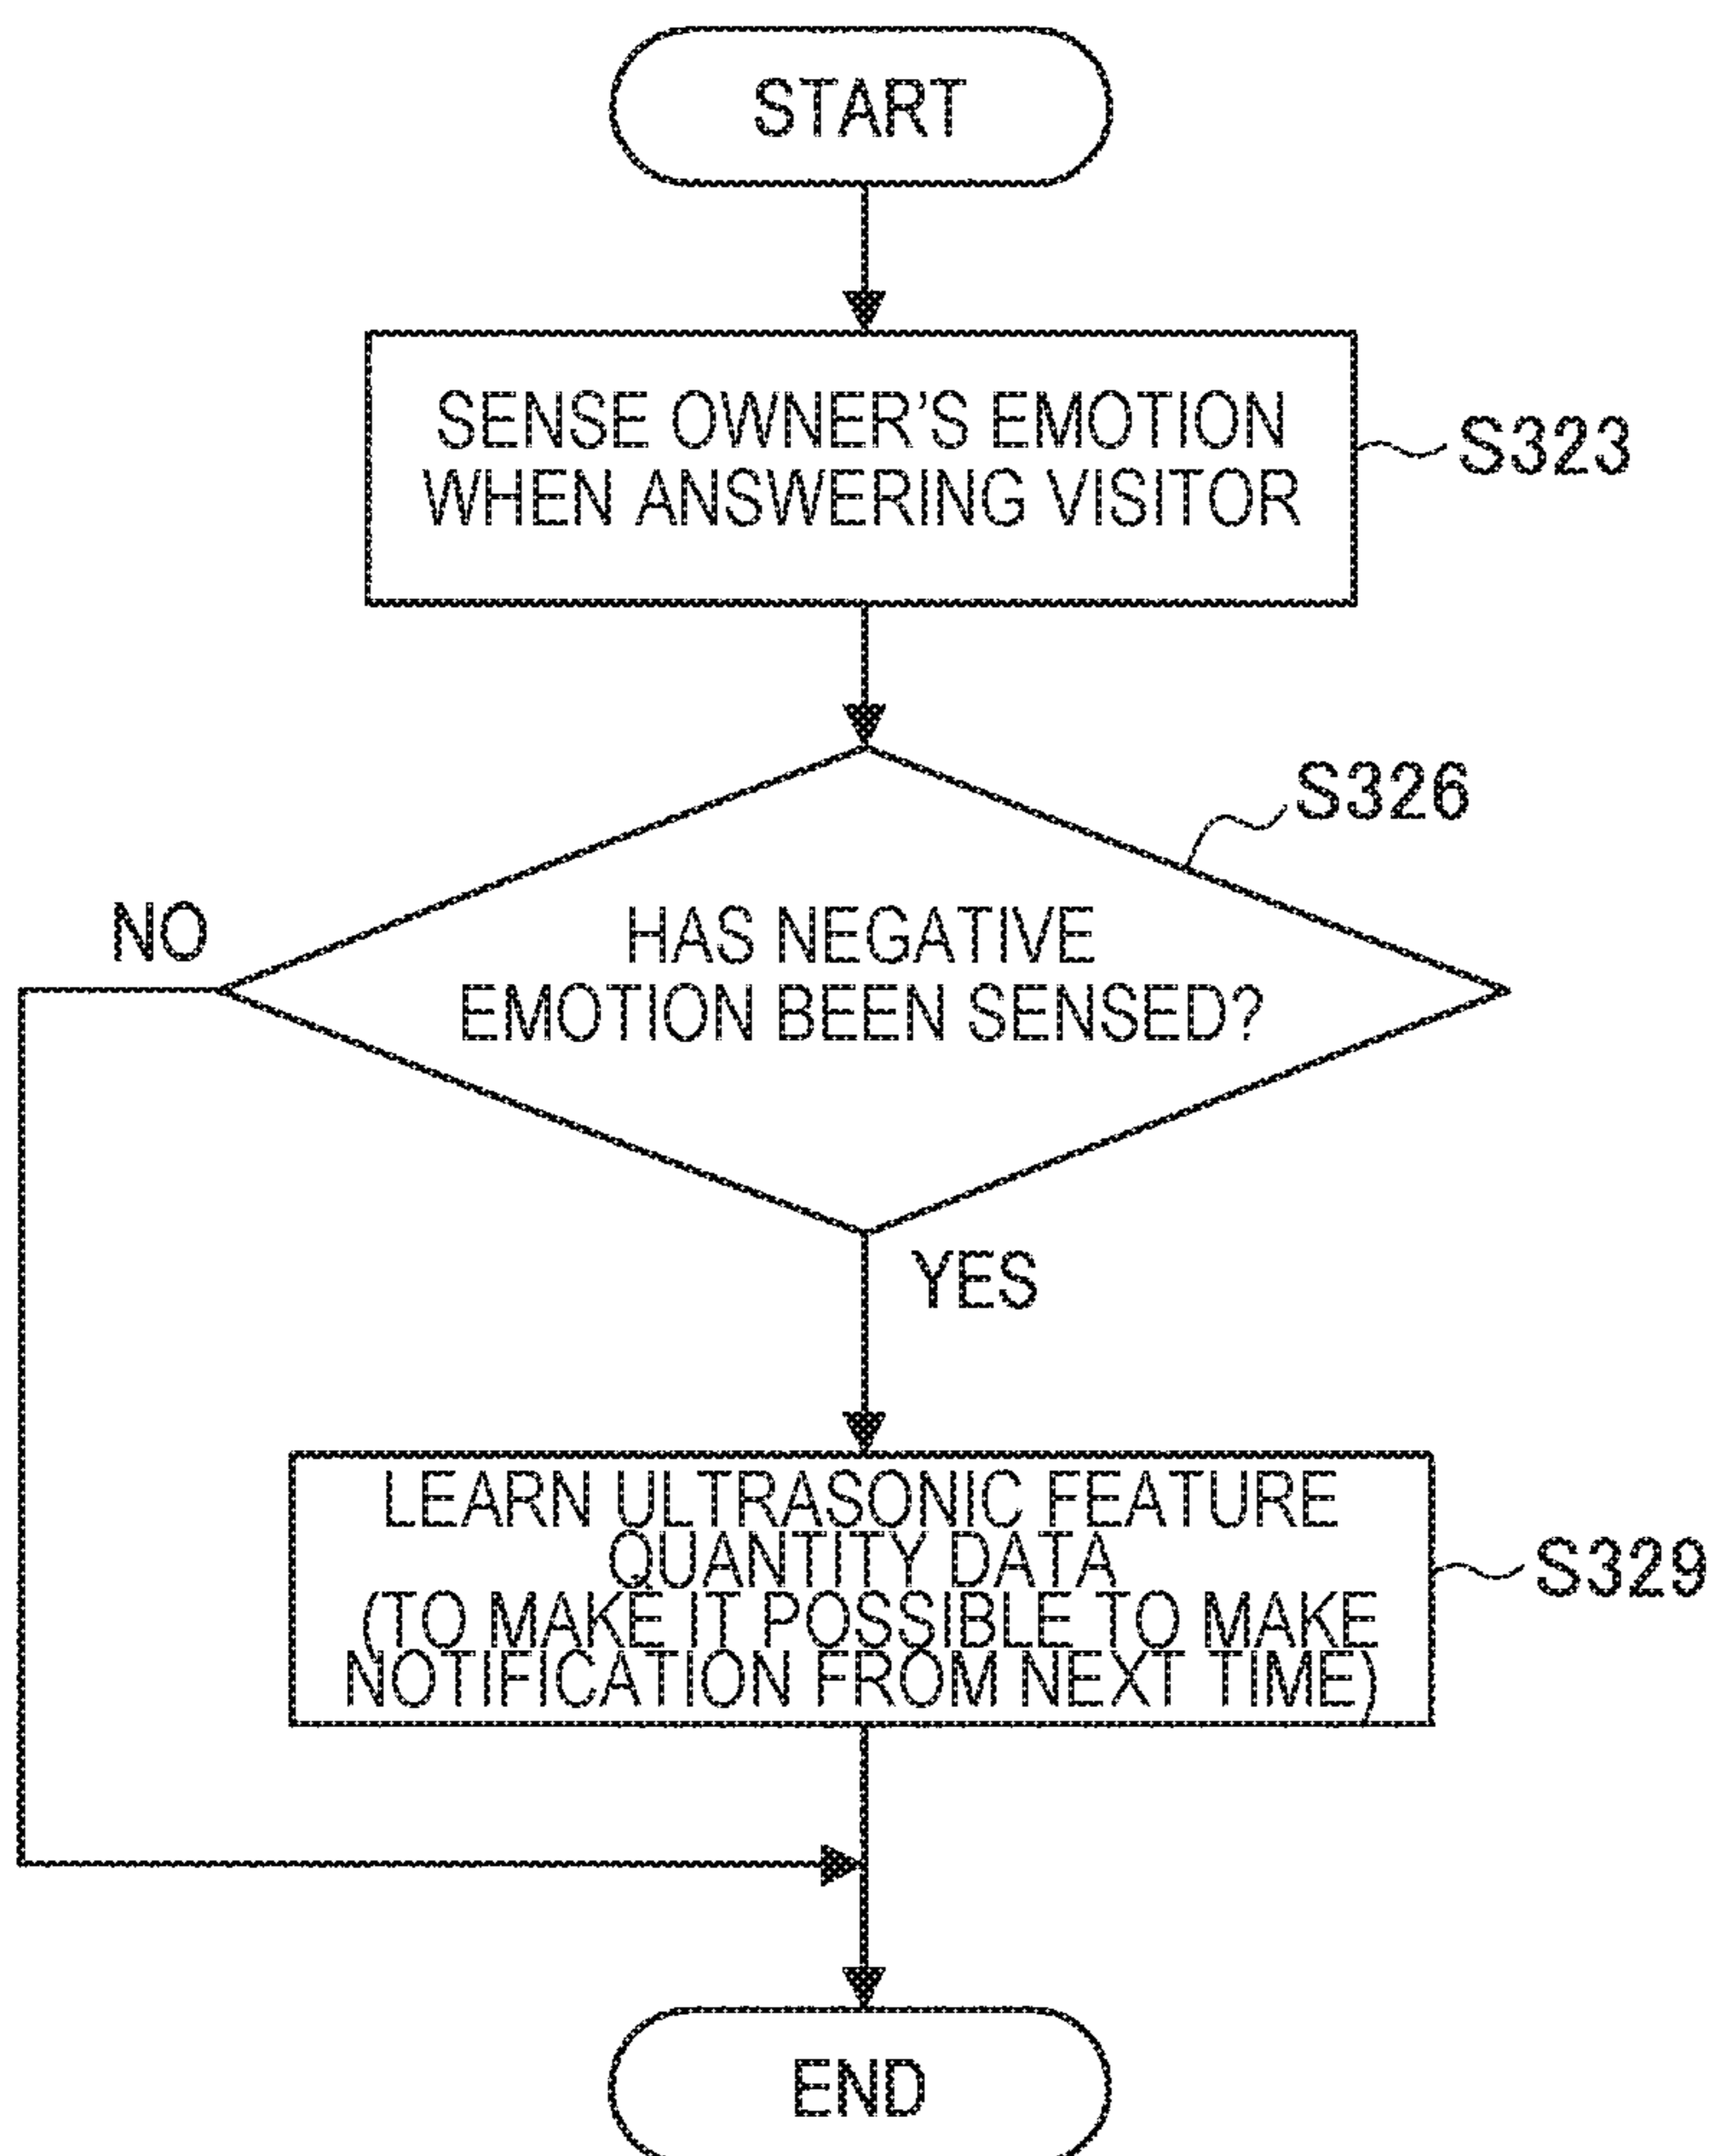 START
SENSE OWNER'S EMOTION
WHEN ANSWERING VISITOR
S323
S326
HAS NEGATIVE
EMOTION BEEN SENSED?
NO
YES
LEARN ULTRASONIC FEATURE
QUANTITY DATA
(TO MAKE IT POSSIBLE TO MAKE
NOTIFICATION FROM NEXT TIME)
S329
END